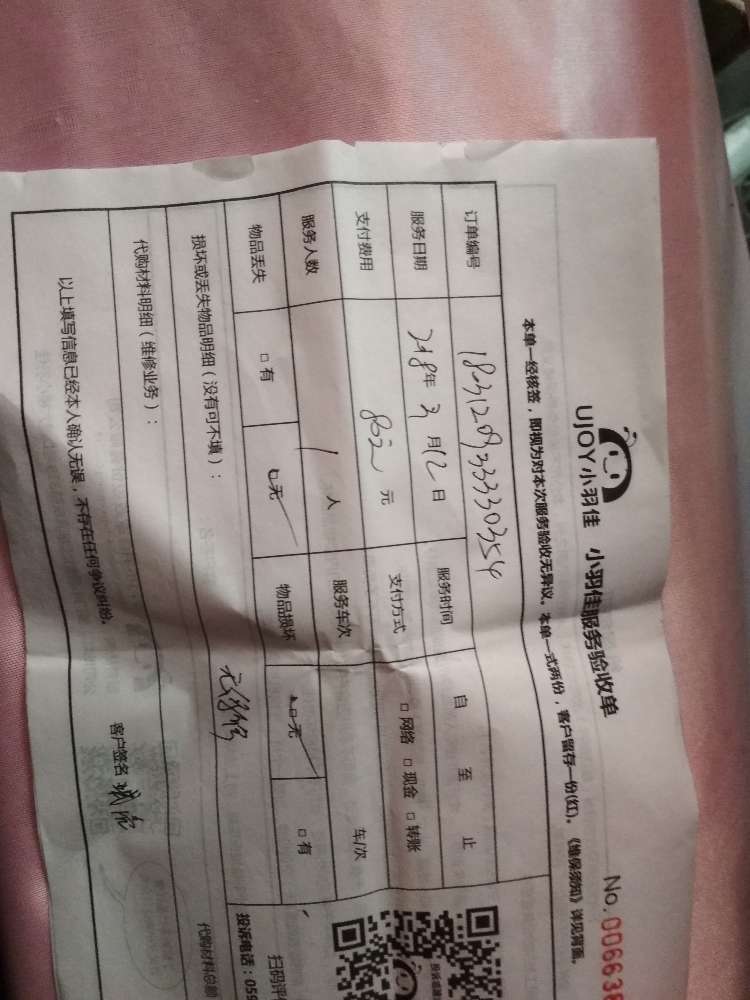 UJOY小羽佳 小羽佳服务验收单
No.00663
本单一经核签，即视为对本次服务验收无异议。本单一式两份，客户留存一份(红)。《维保须知》详见背面。
订单编号
服务日期 年 3 月 12 日 服务时间 自 至 止
支付费用 元 支付方式 □ 网络 □ 现金 □ 转账
服务人数 1 人 服务车次 车/次
物品丢失 □ 有 □ 无 物品损坏 □ 无 □ 有
损坏或丢失物品明细（没有可不填）：
代购材料明细（维修业务）：
代购材料总额
以上填写信息已经本人确认无误，不存在任何争议纠纷。 客户签名
扫码评
投诉电话：059